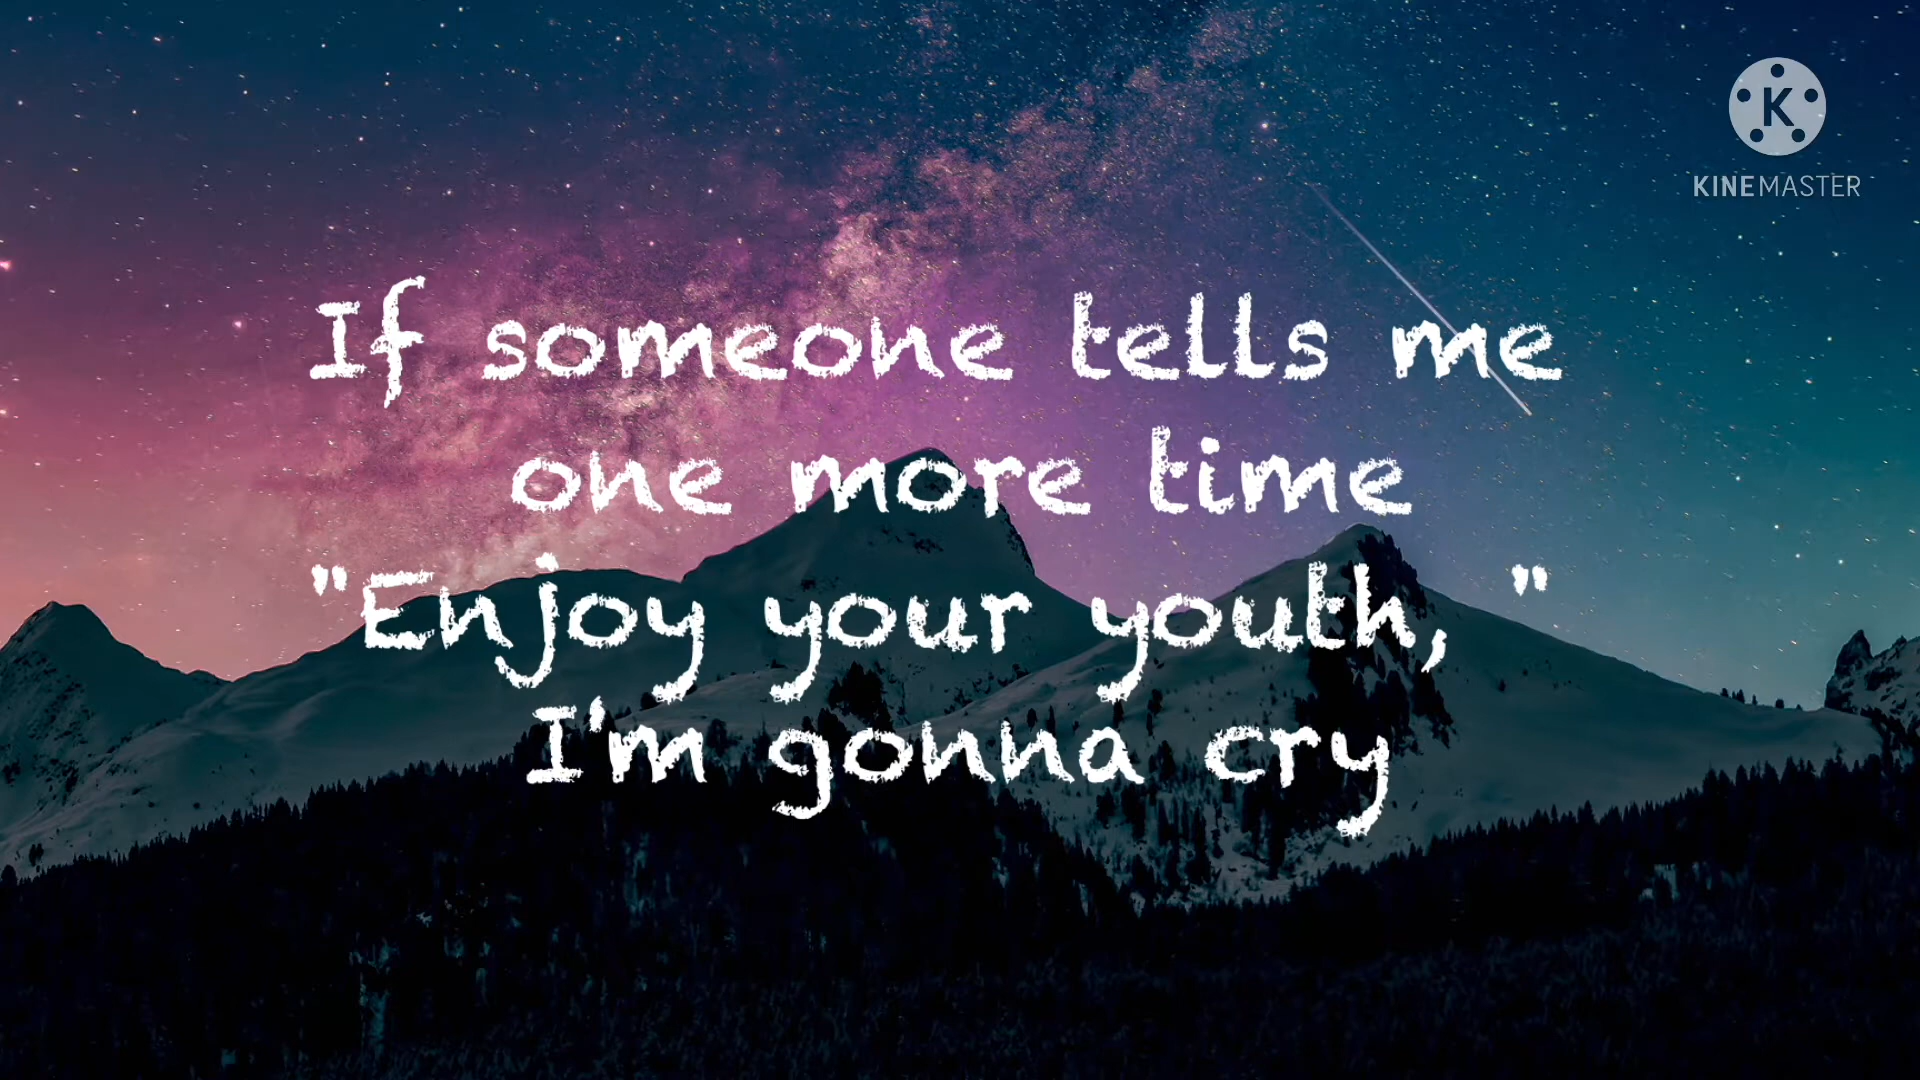 KINEMASTER
If someone tells me
one more time
"Enjoy your youth, "
I'm gonna cry